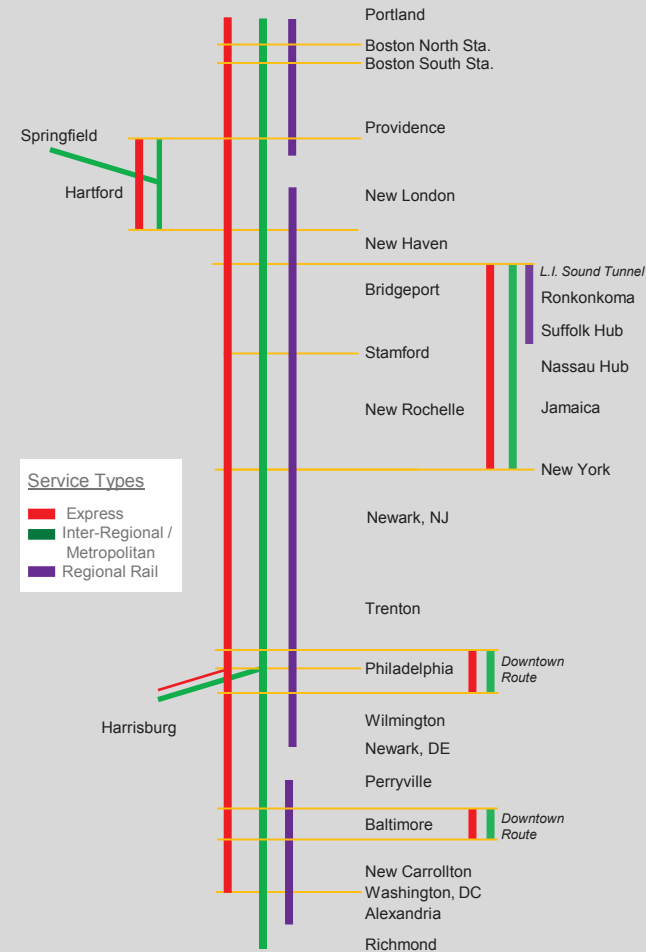 Portland
Boston North Sta.
Boston South Sta.
Providence
Springfield
Hartford
New London
New Haven
L.I. Sound Tunnel
Bridgeport
Ronkonkoma
Suffolk Hub
Stamford
Nassau Hub
New Rochelle
Jamaica
New York
Service Types
Express
Inter-Regional /
Metropolitan
Regional Rail
Newark, NJ
Trenton
Philadelphia
Downtown
Route
Harrisburg
Wilmington
Newark, DE
Perryville
Baltimore
Downtown
Route
New Carrollton
Washington, DC
Alexandria
Richmond